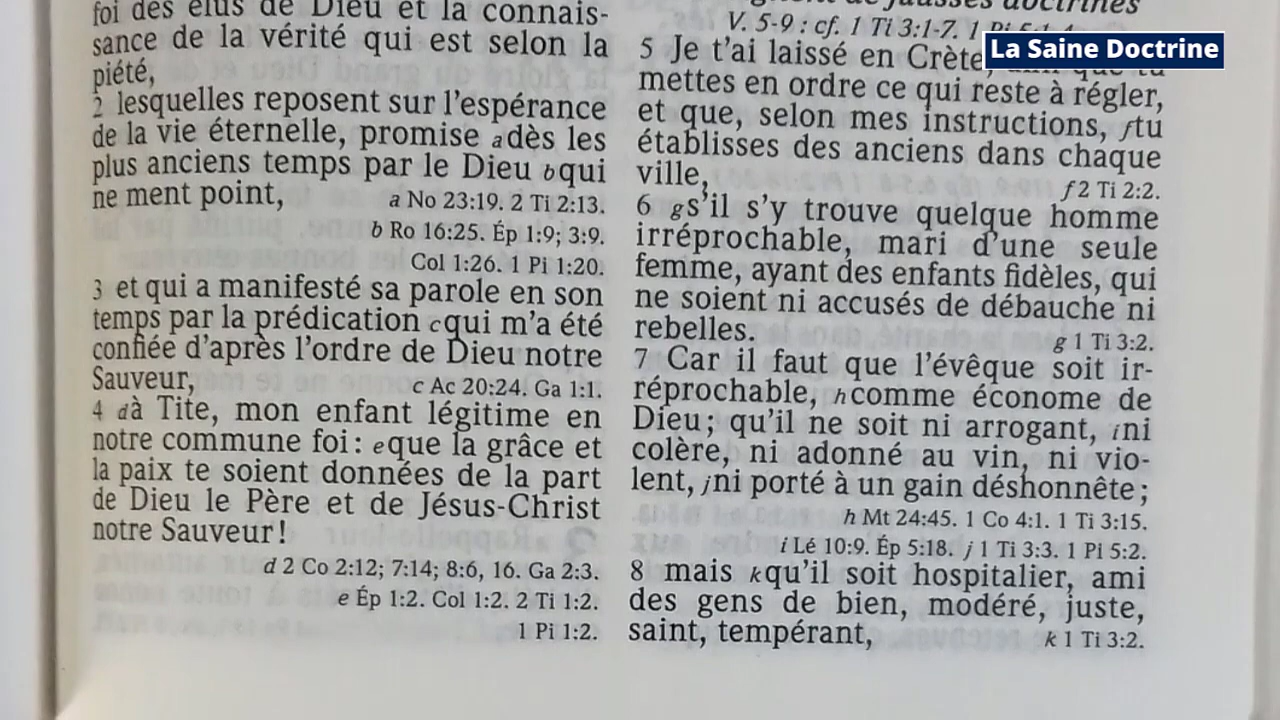 foi des élus de Dieu et la connais-
sance de la vérité qui est selon la
piété,
2 lesquelles reposent sur l'espérance
de la vie éternelle, promise a dès les
plus anciens temps par le Dieu b qui
ne ment point, a No 23:19. 2 Ti 2:13.
b Ro 16:25. Ép 1:9; 3:9.
Col 1:26. 1 Pi 1:20.
3 et qui a manifesté sa parole en son
temps par la prédication c qui m'a été
confiée d'après l'ordre de Dieu notre
Sauveur, c Ac 20:24. Ga 1:1.
4 d à Tite, mon enfant légitime en
notre commune foi : e que la grâce et
la paix te soient données de la part
de Dieu le Père et de Jésus-Christ
notre Sauveur !
d 2 Co 2:12; 7:14; 8:6, 16. Ga 2:3.
e Ép 1:2. Col 1:2. 2 Ti 1:2.
1 Pi 1:2.
doctrines
V. 5-9 : cf. 1 Ti 3:1-7. 1
La Saine Doctrine
5 Je t'ai laissé en Crète,
mettes en ordre ce qui reste à régler,
et que, selon mes instructions, f tu
établisses des anciens dans chaque
ville, f 2 Ti 2:2.
6 g s'il s'y trouve quelque homme
irréprochable, mari d'une seule
femme, ayant des enfants fidèles, qui
ne soient ni accusés de débauche ni
rebelles. g 1 Ti 3:2.
7 Car il faut que l'évêque soit ir-
réprochable, h comme économe de
Dieu ; qu'il ne soit ni arrogant, i ni
colère, ni adonné au vin, ni vio-
lent, j ni porté à un gain déshonnête ;
h Mt 24:45. 1 Co 4:1. 1 Ti 3:15.
i Lé 10:9. Ép 5:18. j 1 Ti 3:3. 1 Pi 5:2.
8 mais k qu'il soit hospitalier, ami
des gens de bien, modéré, juste,
saint, tempérant, k 1 Ti 3:2.